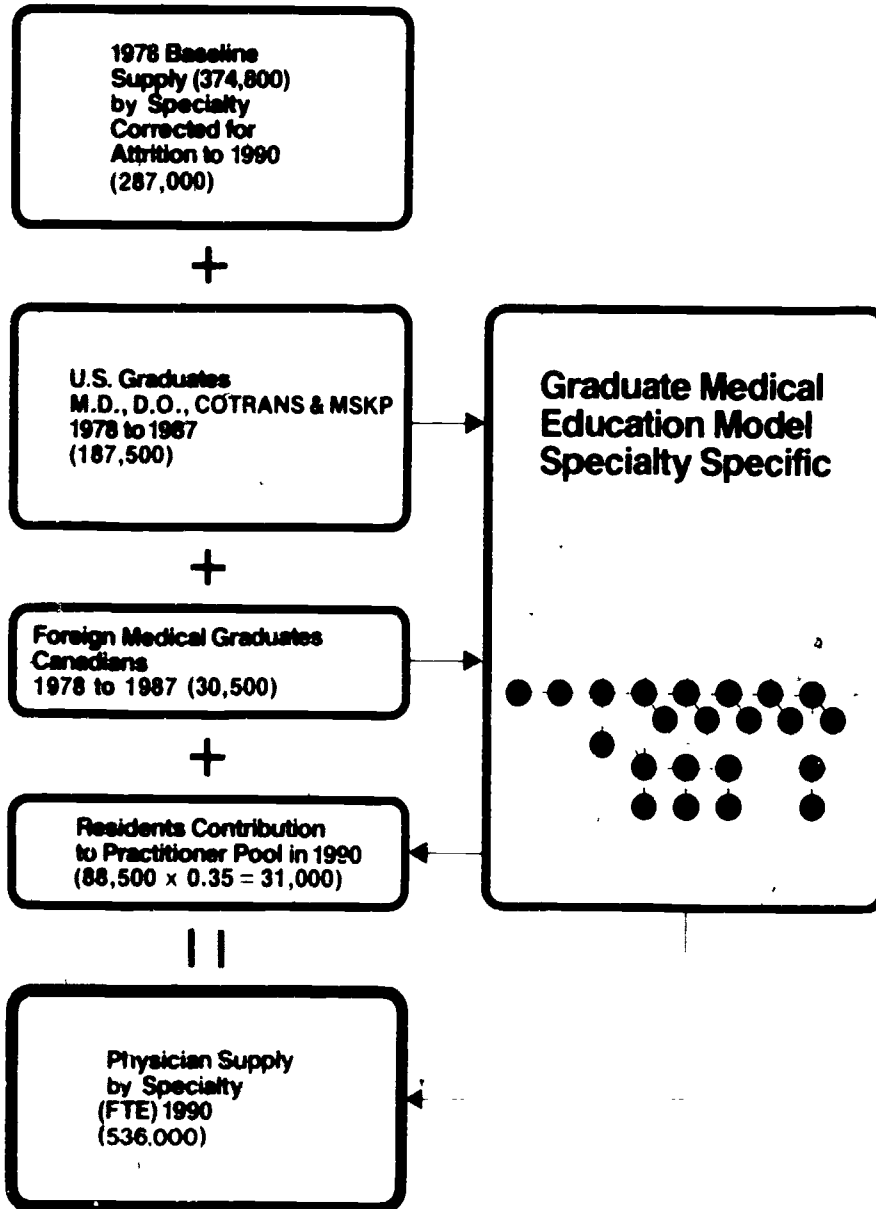 1978 Baseline
Supply (374,800)
by Specialty
Corrected for
Attrition to 1990
(287,000)
+
U.S. Graduates
M.D., D.O., COTRANS & MSKP
1978 to 1987
(187,500)
+
Foreign Medical Graduates
Canadians
1978 to 1987 (30,500)
+
Residents Contribution
to Practitioner Pool in 1990
(88,500 x 0.35 = 31,000)
=
Physician Supply
by Specialty
(FTE) 1990
(536.000)
Graduate Medical
Education Model
Specialty Specific